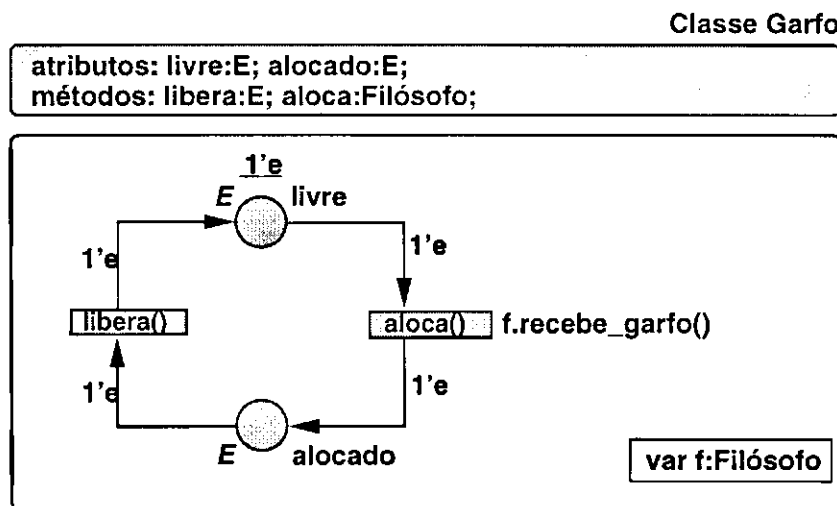 Classe Garfo
atributos: livre:E; alocado:E;
métodos: libera:E; aloca:Filósofo;
1'e
E livre
1'e 1'e
libera() aloca() f.recebe_garfo()
1'e 1'e
E alocado
var f:Filósofo